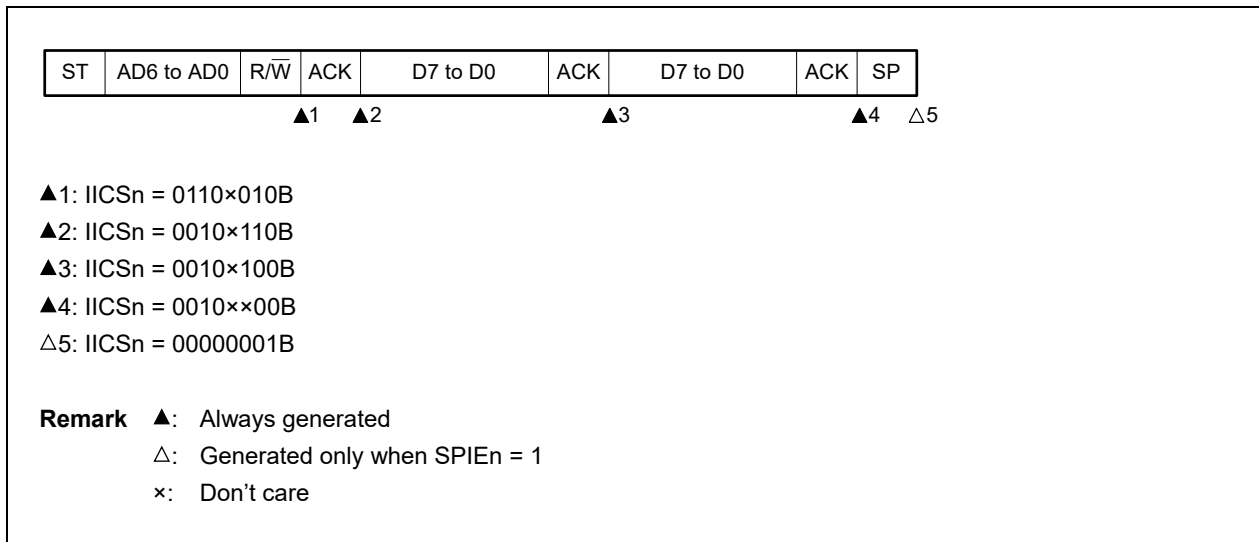 ST AD6 to AD0 R/W̅ ACK D7 to D0 ACK D7 to D0 ACK SP
▲1 ▲2 ▲3 ▲4 △5
▲1: IICSn = 0110×010B
▲2: IICSn = 0010×110B
▲3: IICSn = 0010×100B
▲4: IICSn = 0010××00B
△5: IICSn = 00000001B
Remark ▲: Always generated
△: Generated only when SPIEn = 1
×: Don't care